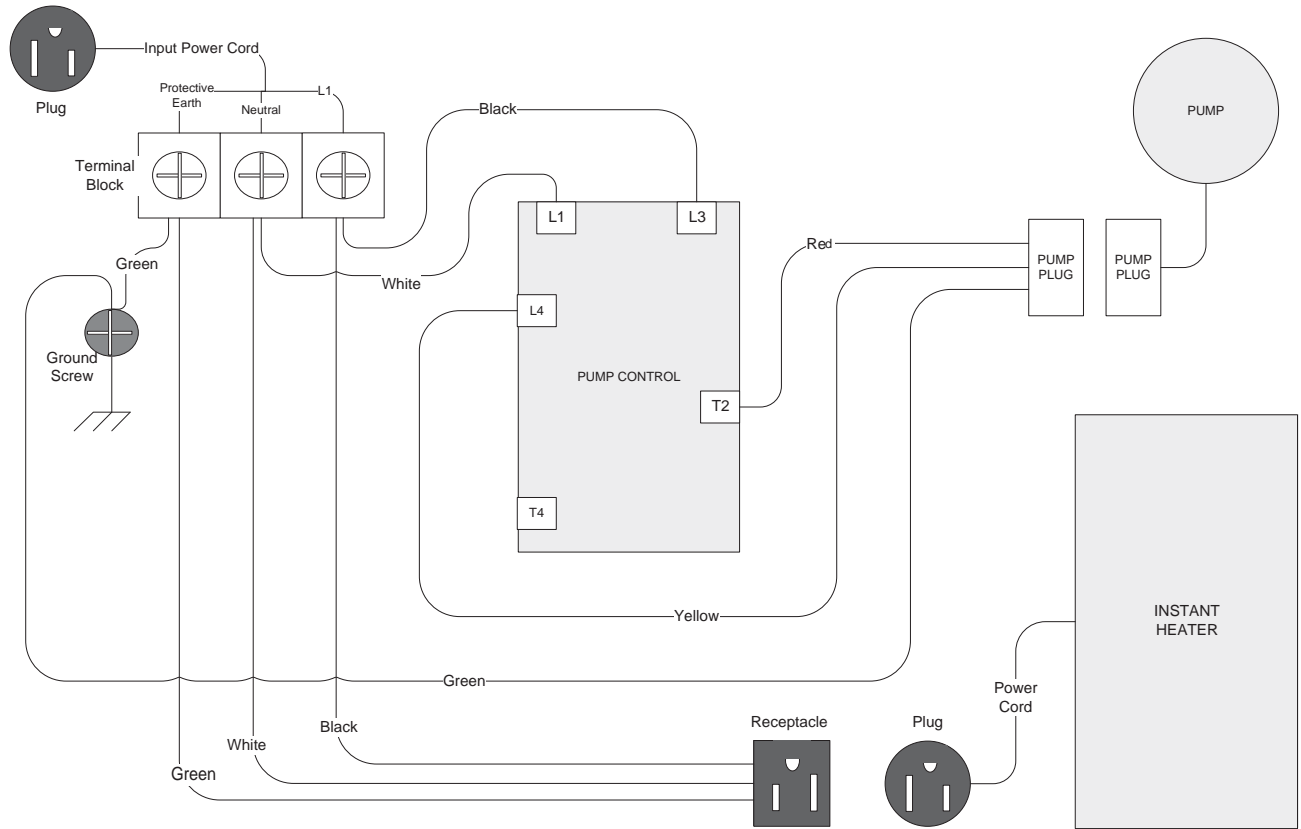 Input Power Cord
Plug
Protective
Earth
Neutral
L1
Black
PUMP
Terminal
Block
L1
L3
Red
PUMP
PLUG
PUMP
PLUG
Green
White
L4
Ground
Screw
PUMP CONTROL
T2
T4
Yellow
INSTANT
HEATER
Green
Power
Cord
Black
White
Green
Receptacle
Plug